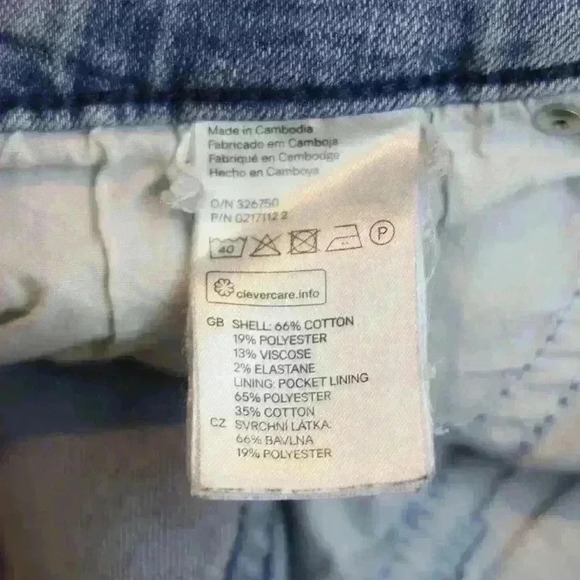 Made in Cambodia
Fabricado em Camboja
Fabriqué en Cambodge
Hecho en Camboya
O/N 326750
P/N 0217112 2
40 P
clevercare.info
GB SHELL: 66% COTTON
19% POLYESTER
13% VISCOSE
2% ELASTANE
LINING: POCKET LINING
65% POLYESTER
35% COTTON
CZ SVRCHNÍ LÁTKA:
66% BAVLNA
19% POLYESTER